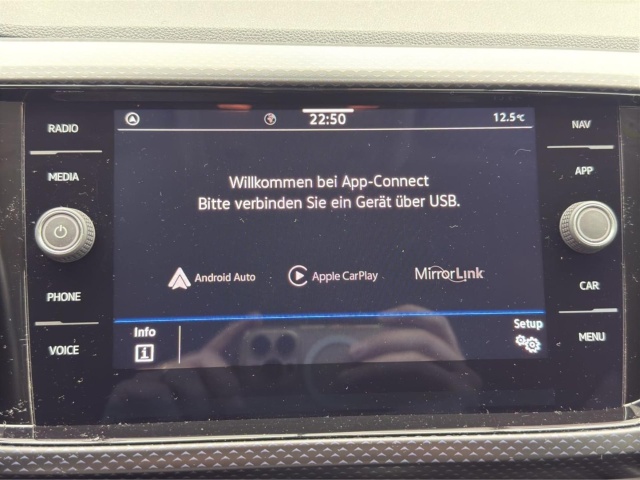 RADIO
MEDIA
PHONE
VOICE
22:50
12.5°C
Willkommen bei App-Connect
Bitte verbinden Sie ein Gerät über USB.
Android Auto
Apple CarPlay
MirrorLink
Info
Setup
NAV
APP
CAR
MENU